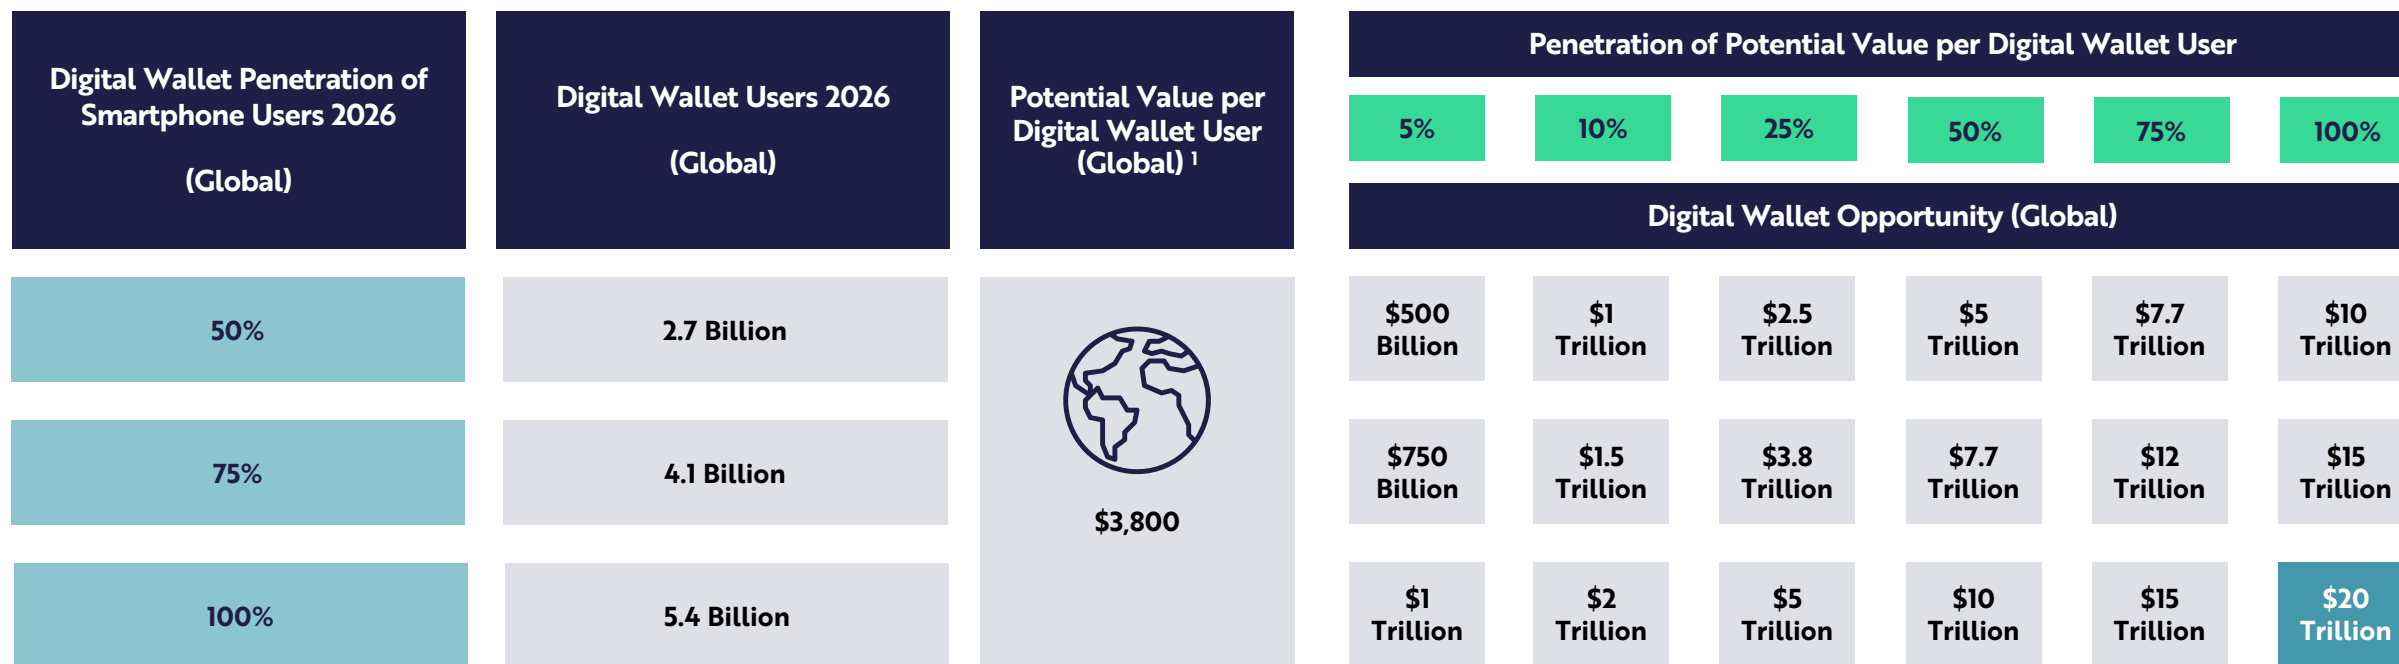 Digital Wallet Penetration of
Smartphone Users 2026
(Global)
Digital Wallet Users 2026
(Global)
Potential Value per
Digital Wallet User
(Global) 1
Penetration of Potential Value per Digital Wallet User
5%
10%
25%
50%
75%
100%
Digital Wallet Opportunity (Global)
50%
2.7 Billion
$500
Billion
$1
Trillion
$2.5
Trillion
$5
Trillion
$7.7
Trillion
$10
Trillion
75%
4.1 Billion
$3,800
$750
Billion
$1.5
Trillion
$3.8
Trillion
$7.7
Trillion
$12
Trillion
$15
Trillion
100%
5.4 Billion
$1
Trillion
$2
Trillion
$5
Trillion
$10
Trillion
$15
Trillion
$20
Trillion